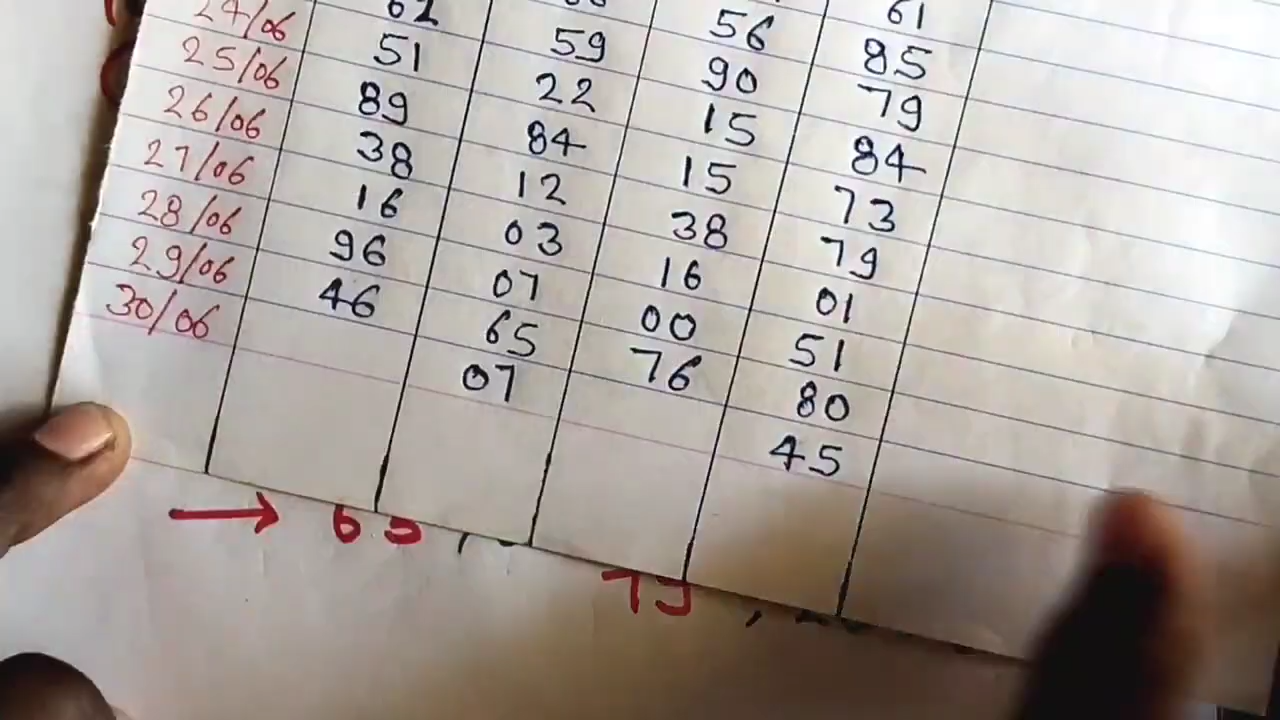 61
56 85
59 90 79
24/06 51 22 15 84
25/06 89 84 15 73
26/06 38 12 38 79
27/06 16 03 16 01
28/06 96 07 00 51
29/06 46 65 76 80
30/06 07 45
→